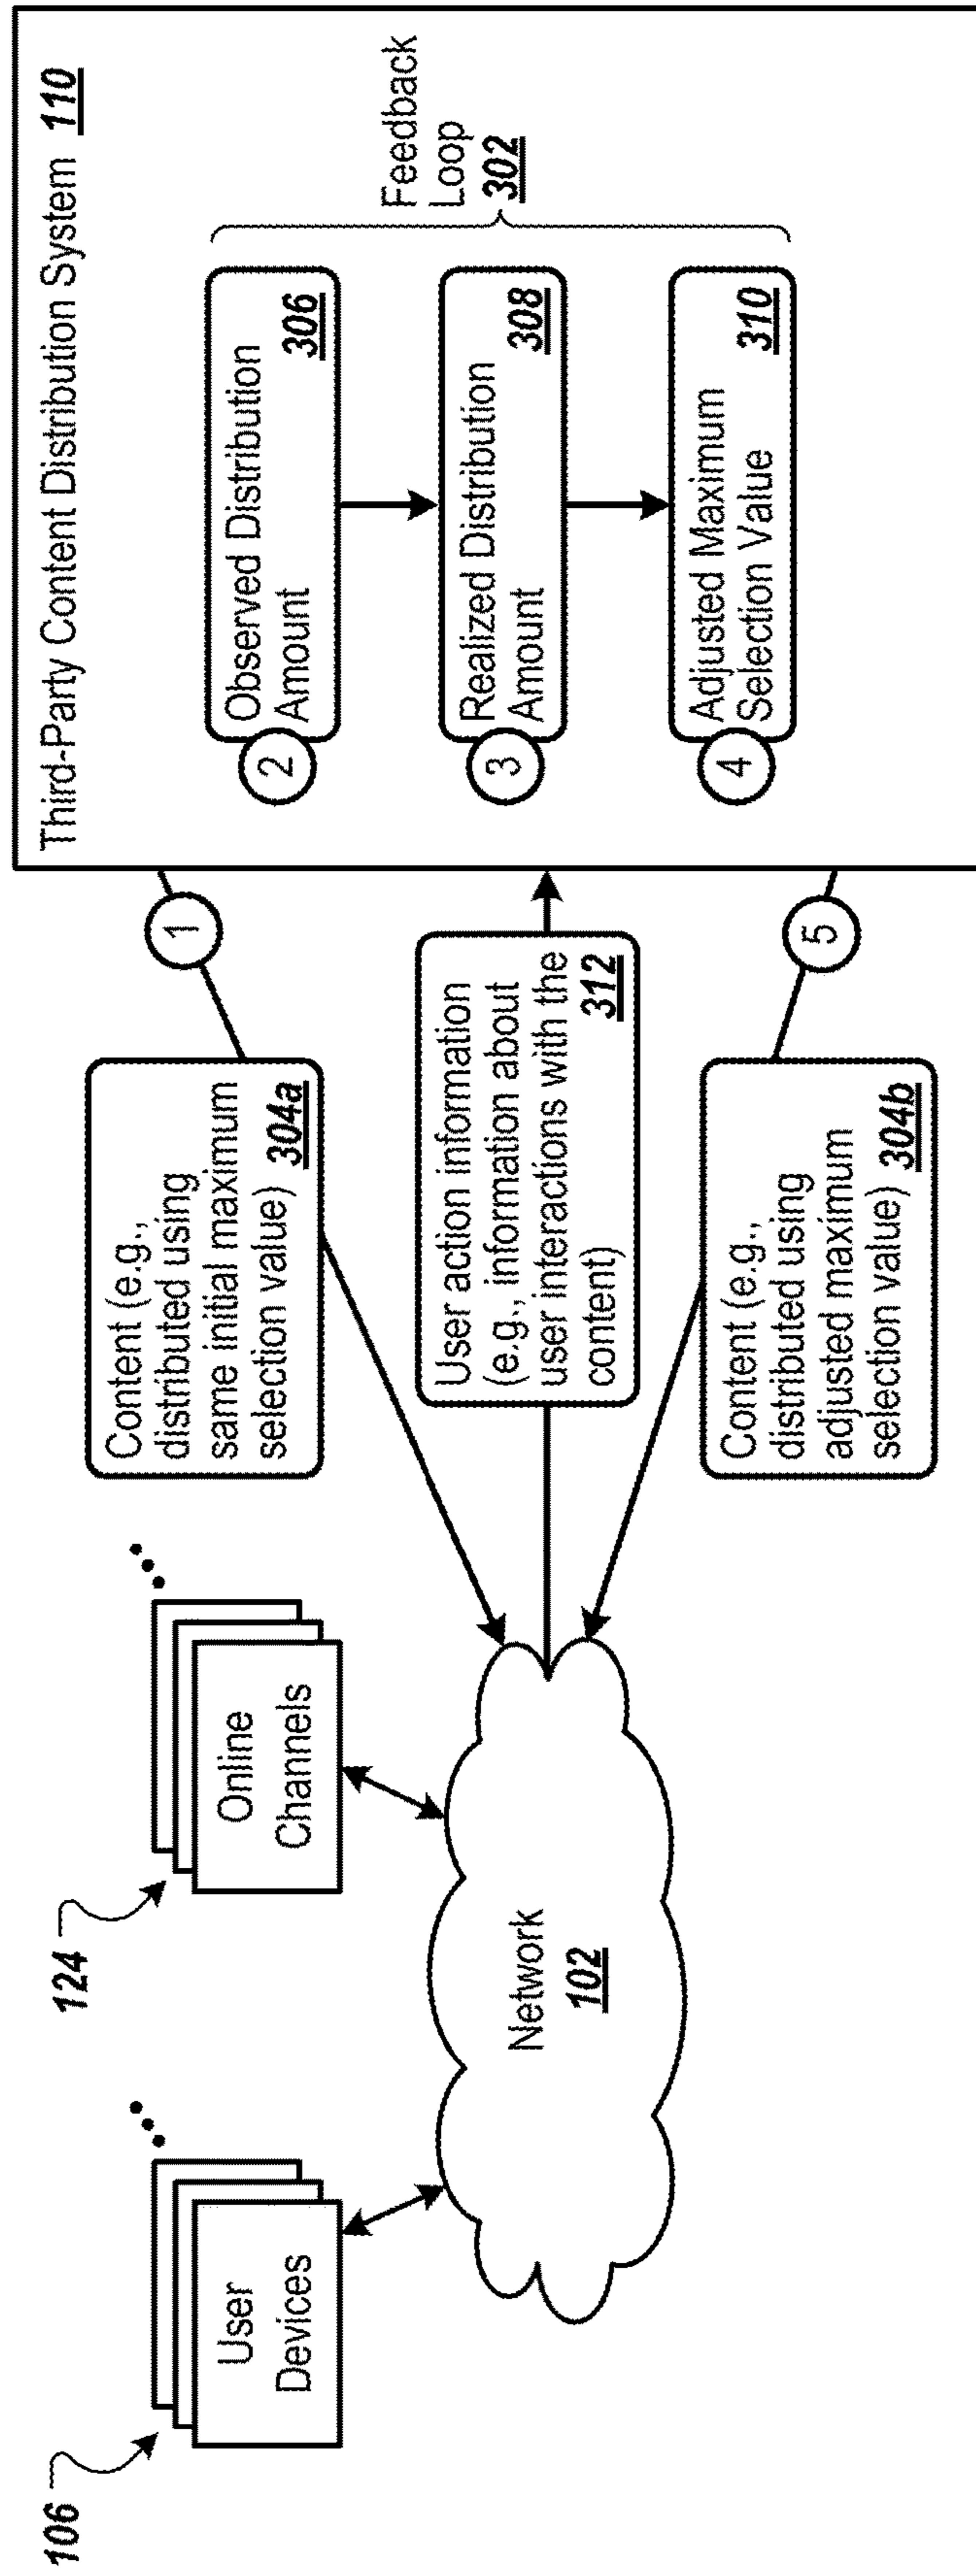 106
User
Devices
124
Online
Channels
Network
102
Content (e.g.,
distributed using
same initial maximum
selection value) 304a
1
User action information
(e.g., information about
user interactions with the
content)
312
Content (e.g.,
distributed using
adjusted maximum
selection value) 304b
5
Third-Party Content Distribution System 110
2
Observed Distribution
Amount
306
3
Realized Distribution
Amount
308
4
Adjusted Maximum
Selection Value
310
Feedback
Loop
302